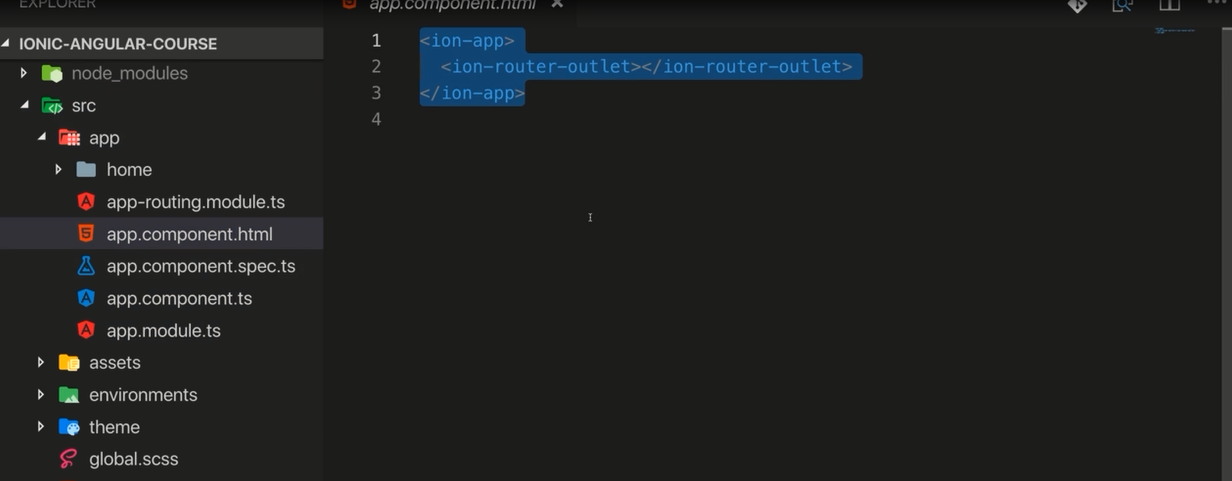 EXPLORER
IONIC-ANGULAR-COURSE
node_modules
src
app
home
app-routing.module.ts
app.component.html
app.component.spec.ts
app.component.ts
app.module.ts
assets
environments
theme
global.scss
app.component.html
1 <ion-app>
2 <ion-router-outlet></ion-router-outlet>
3 </ion-app>
4